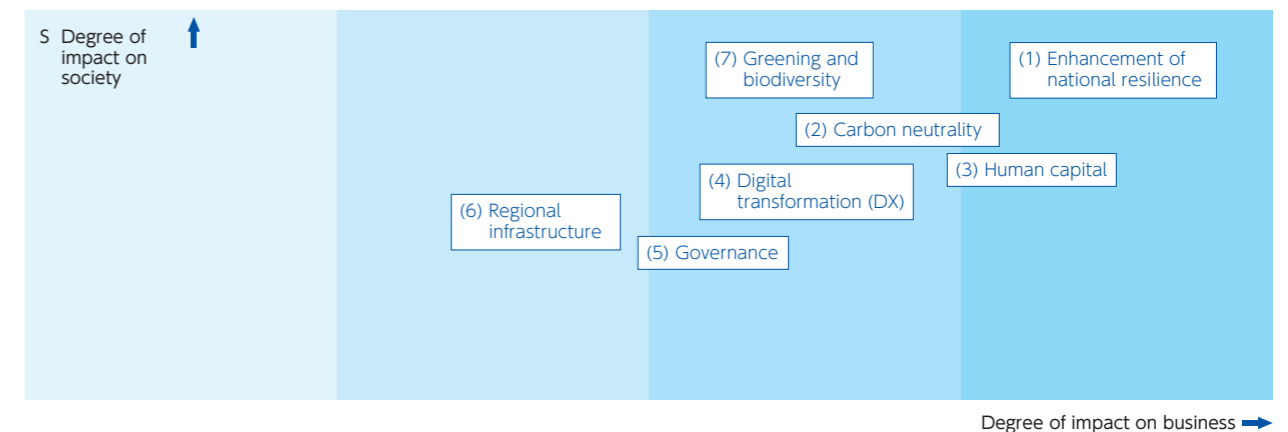 S Degree of
impact on
society
(7) Greening and
biodiversity
(1) Enhancement of
national resilience
(2) Carbon neutrality
(3) Human capital
(4) Digital
transformation (DX)
(6) Regional
infrastructure
(5) Governance
Degree of impact on business